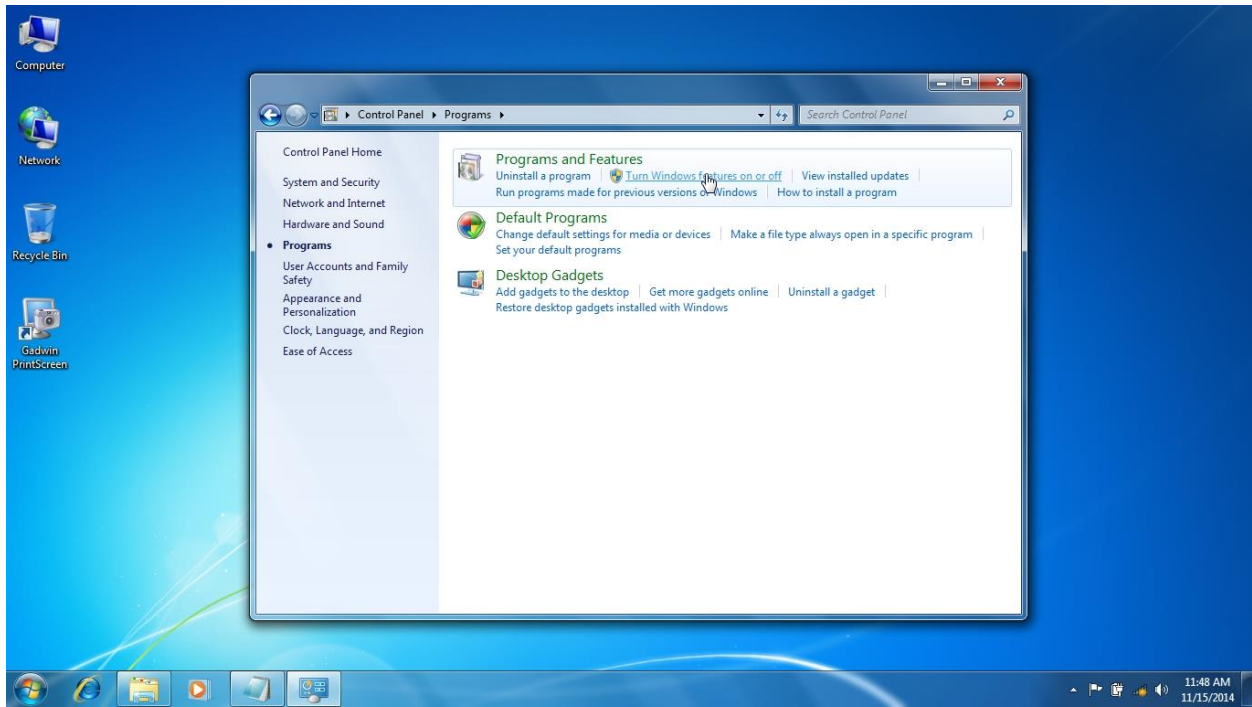 Computer
Network
Recycle Bin
Gadwin
PrintScreen
Control Panel Programs
Search Control Panel
Control Panel Home
System and Security
Network and Internet
Hardware and Sound
Programs
User Accounts and Family
Safety
Appearance and
Personalization
Clock, Language, and Region
Ease of Access
Programs and Features
Uninstall a program Turn Windows features on or off View installed updates
Run programs made for previous versions of Windows How to install a program
Default Programs
Change default settings for media or devices Make a file type always open in a specific program
Set your default programs
Desktop Gadgets
Add gadgets to the desktop Get more gadgets online Uninstall a gadget
Restore desktop gadgets installed with Windows
11:48 AM
11/15/2014